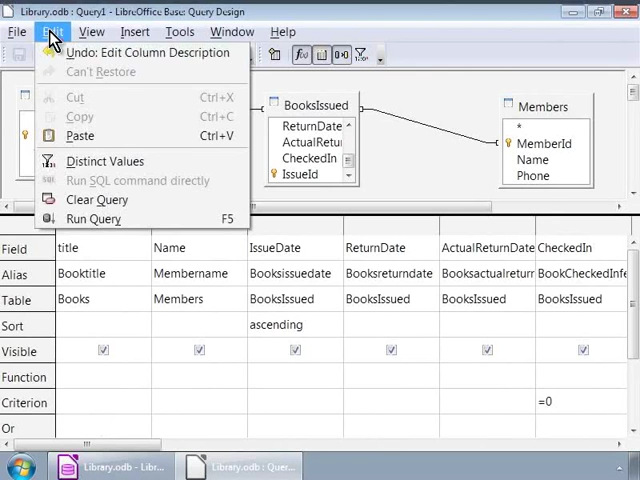 Library.odb : Query1 - LibreOffice Base: Query Design
File Edit View Insert Tools Window Help
Undo: Edit Column Description
Can't Restore
Cut Ctrl+X
Copy Ctrl+C
Paste Ctrl+V
Distinct Values
Run SQL command directly
Clear Query
Run Query F5
BooksIssued
ReturnDate
ActualRetur
CheckedIn
IssueId
Members
*
MemberId
Name
Phone
Field title Name IssueDate ReturnDate ActualReturnDate CheckedIn
Alias Booktitle Membername Booksissuedate Booksreturndate Booksactualreturn BookCheckedInfe
Table Books Members BooksIssued BooksIssued BooksIssued BooksIssued
Sort ascending
Visible
Function
Criterion =0
Or
Library.odb - Libr...
Library.odb : Que...